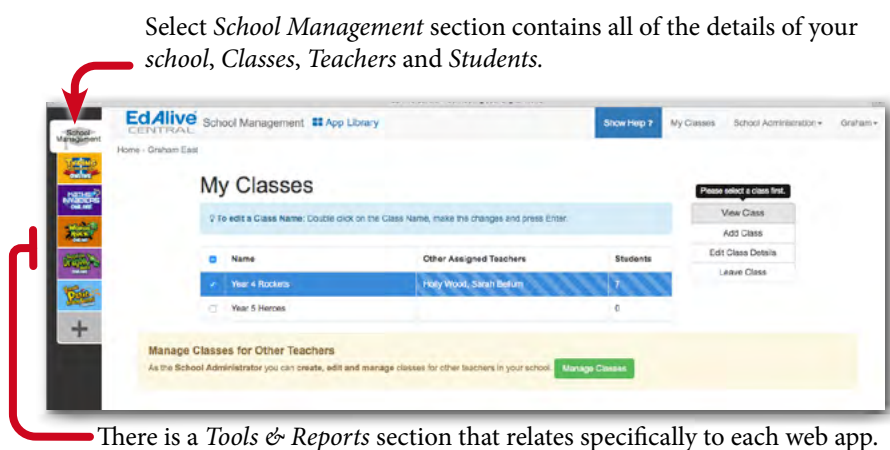 Select School Management section contains all of the details of your
school, Classes, Teachers and Students.
EdAlive
CENTRAL
School Management App Library
Show Help ? My Classes School Administration Graham
School
Management
Home - Graham East
My Classes
To edit a Class Name: Double click on the Class Name, make the changes and press Enter.
Please select a class first.
View Class
Add Class
Edit Class Details
Leave Class
Name Other Assigned Teachers Students
Year 4 Rockets Holly Wood, Sarah Bellum 7
Year 5 Heroes 0
Manage Classes for Other Teachers
As the School Administrator you can create, edit and manage classes for other teachers in your school. Manage Classes
There is a Tools & Reports section that relates specifically to each web app.